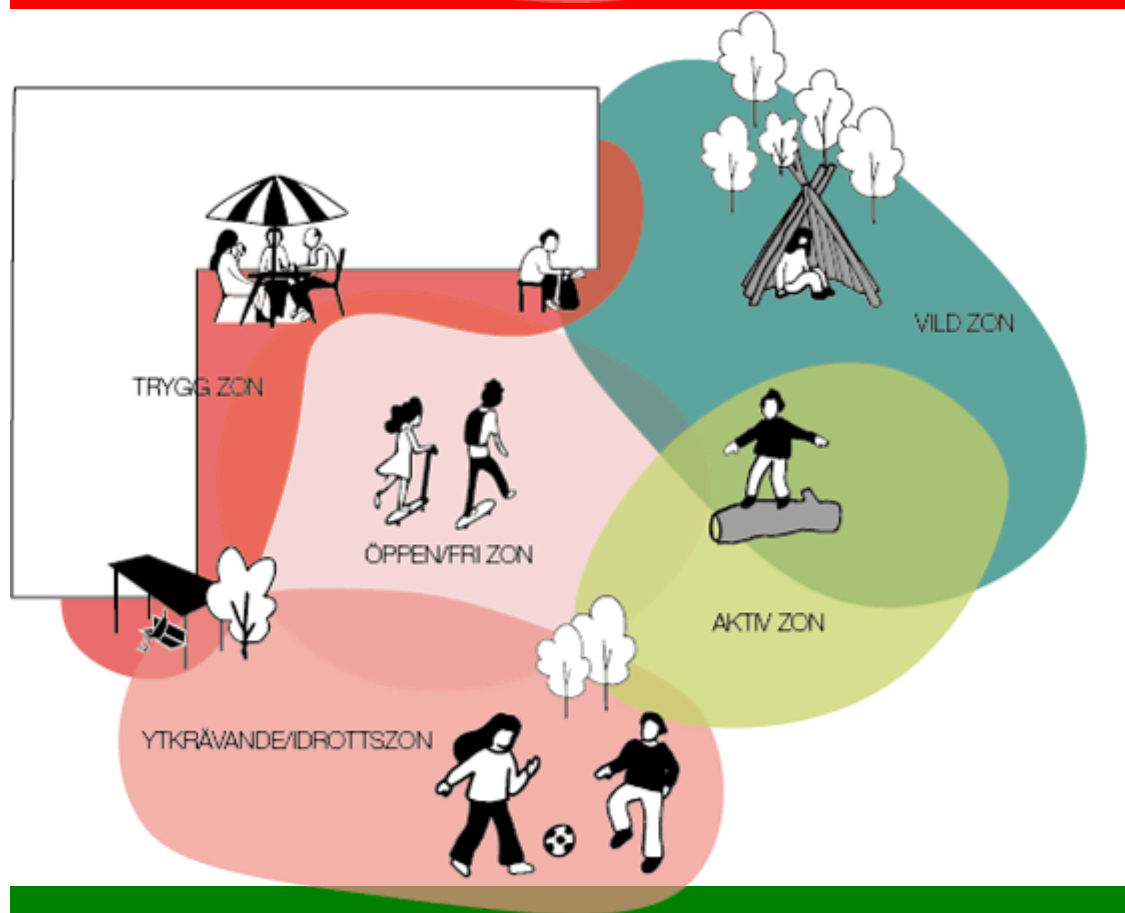 VILD ZON
TRYGG ZON
ÖPPEN/FRI ZON
AKTIV ZON
YTKRÄVANDE/IDROTTSZON